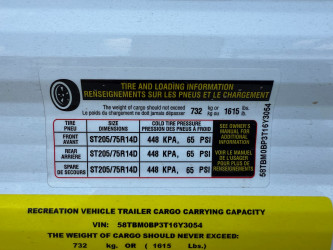 TIRE AND LOADING INFORMATION
RENSEIGNEMENTS SUR LES PNEUS ET LE CHARGEMENT
The weight of cargo should not exceed
Le poids du chargement ne doit jamais dépasser
732 kg or kg ou 1615 Lbs. lb
TIRE
PNEU
SIZE
DIMENSIONS
COLD TIRE PRESSURE
PRESSION DES PNEUS À FROID
FRONT
AVANT
ST205/75R14D 448 KPA, 65 PSI
REAR
ARRIÈRE
ST205/75R14D 448 KPA, 65 PSI
SPARE
DE SECOURS
ST205/75R14D 448 KPA, 65 PSI
SEE OWNER'S
MANUAL FOR
ADDITIONAL
INFORMATION
VOIR LE MANUEL
DE L'USAGER
POUR PLUS DE
RENSEIGNEMENTS
58TBM0BP3T16Y3054
RECREATION VEHICLE TRAILER CARGO CARRYING CAPACITY
VIN: 58TBM0BP3T16Y3054
THE WEIGHT OF CARGO SHOULD NEVER EXCEED:
732 kg. OR ( 1615 Lbs.)